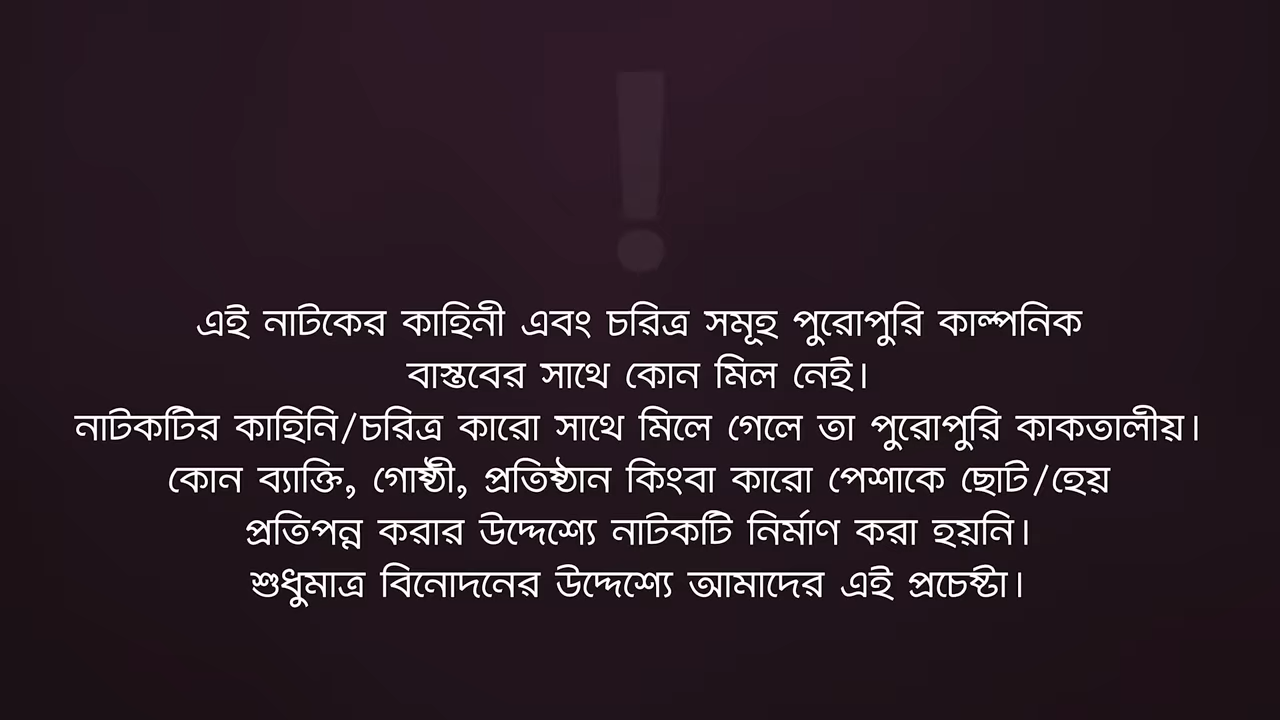 এই নাটকের কাহিনী এবং চরিত্র সমূহ পুরোপুরি কাল্পনিক
বাস্তবের সাথে কোন মিল নেই।
নাটকটির কাহিনি/চরিত্র কারো সাথে মিলে গেলে তা পুরোপুরি কাকতালীয়।
কোন ব্যাক্তি, গোষ্ঠী, প্রতিষ্ঠান কিংবা কারো পেশাকে ছোট/হেয়
প্রতিপন্ন করার উদ্দেশ্যে নাটকটি নির্মাণ করা হয়নি।
শুধুমাত্র বিনোদনের উদ্দেশ্যে আমাদের এই প্রচেষ্টা।